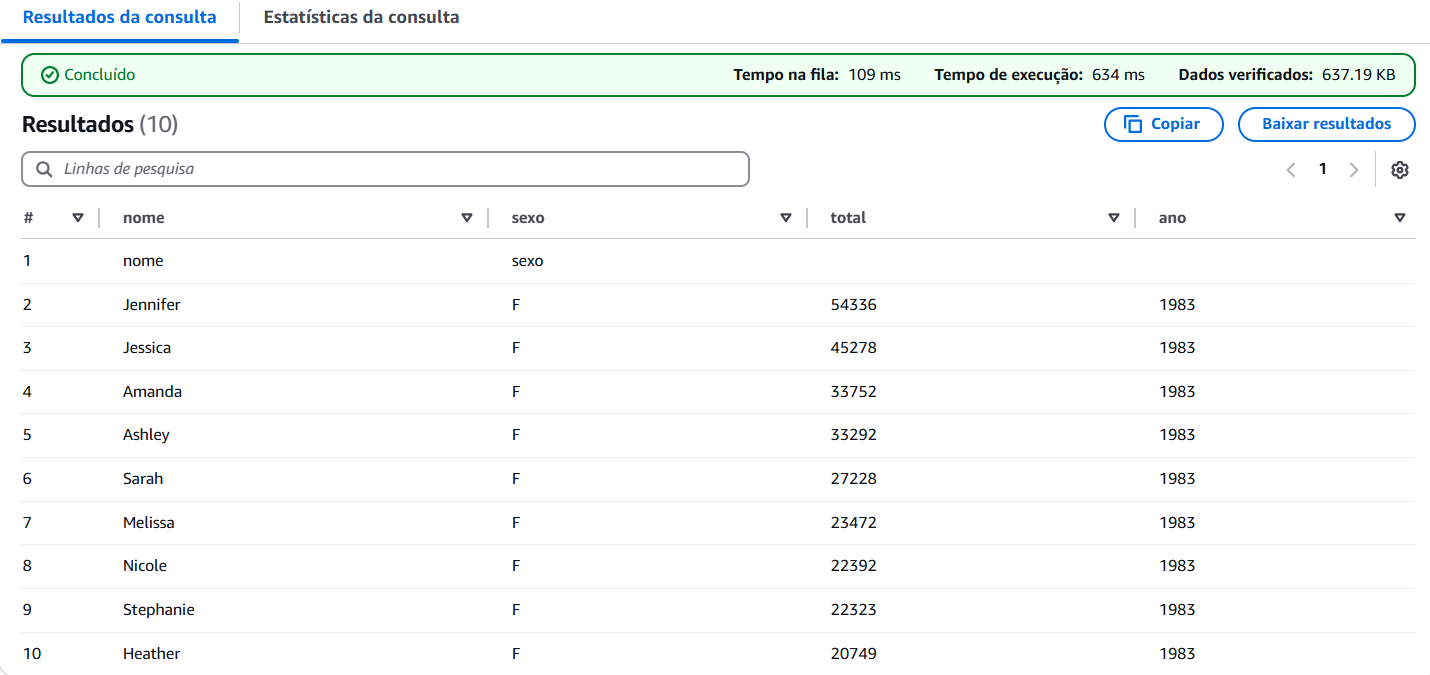 Resultados da consulta Estatísticas da consulta
Concluído Tempo na fila: 109 ms Tempo de execução: 634 ms Dados verificados: 637.19 KB
Resultados (10) Copiar Baixar resultados
Linhas de pesquisa 1
# nome sexo total ano
1 nome sexo
2 Jennifer F 54336 1983
3 Jessica F 45278 1983
4 Amanda F 33752 1983
5 Ashley F 33292 1983
6 Sarah F 27228 1983
7 Melissa F 23472 1983
8 Nicole F 22392 1983
9 Stephanie F 22323 1983
10 Heather F 20749 1983